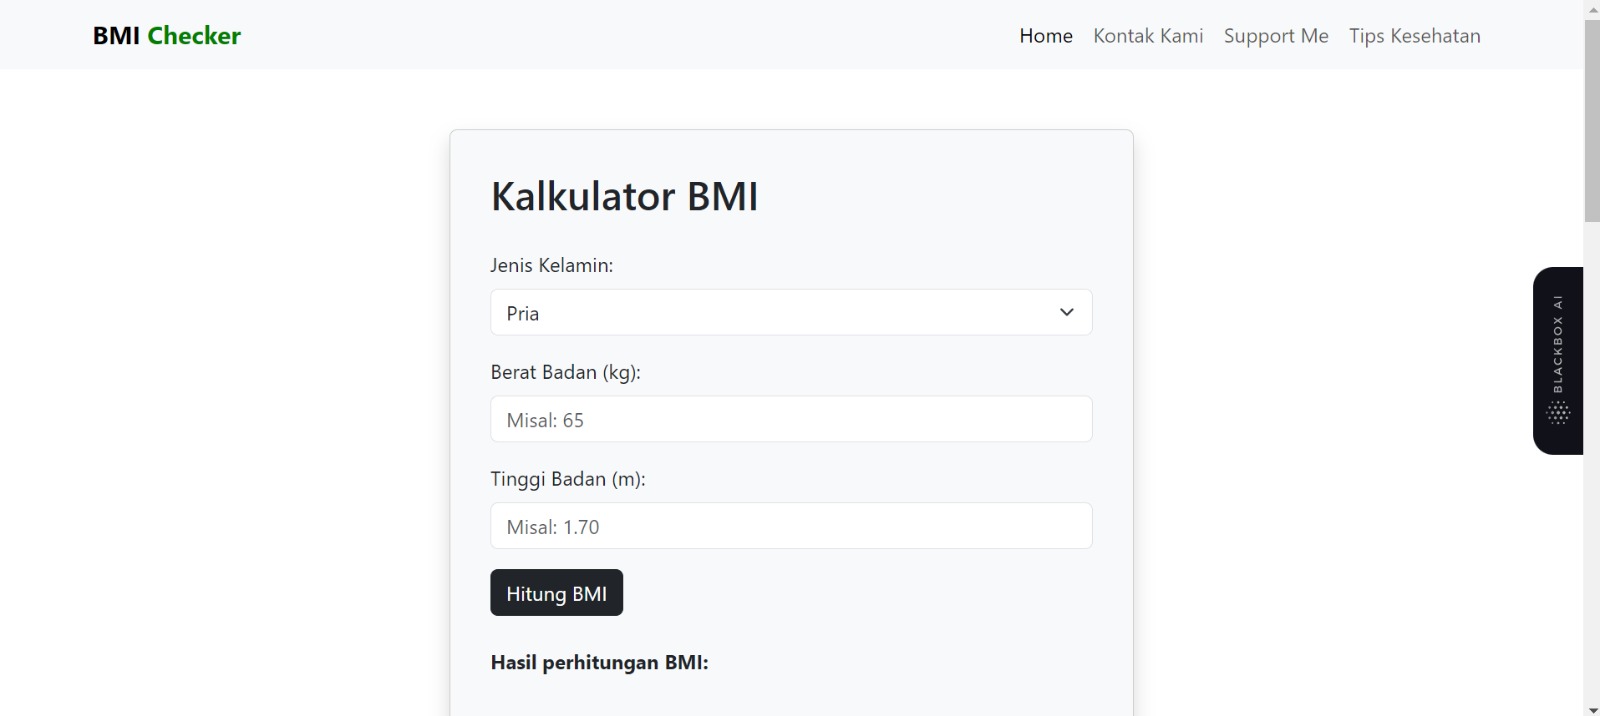 BMI Checker
Home Kontak Kami Support Me Tips Kesehatan
Kalkulator BMI
Jenis Kelamin:
Pria
Berat Badan (kg):
Misal: 65
Tinggi Badan (m):
Misal: 1.70
Hitung BMI
Hasil perhitungan BMI:
BLACKBOX AI